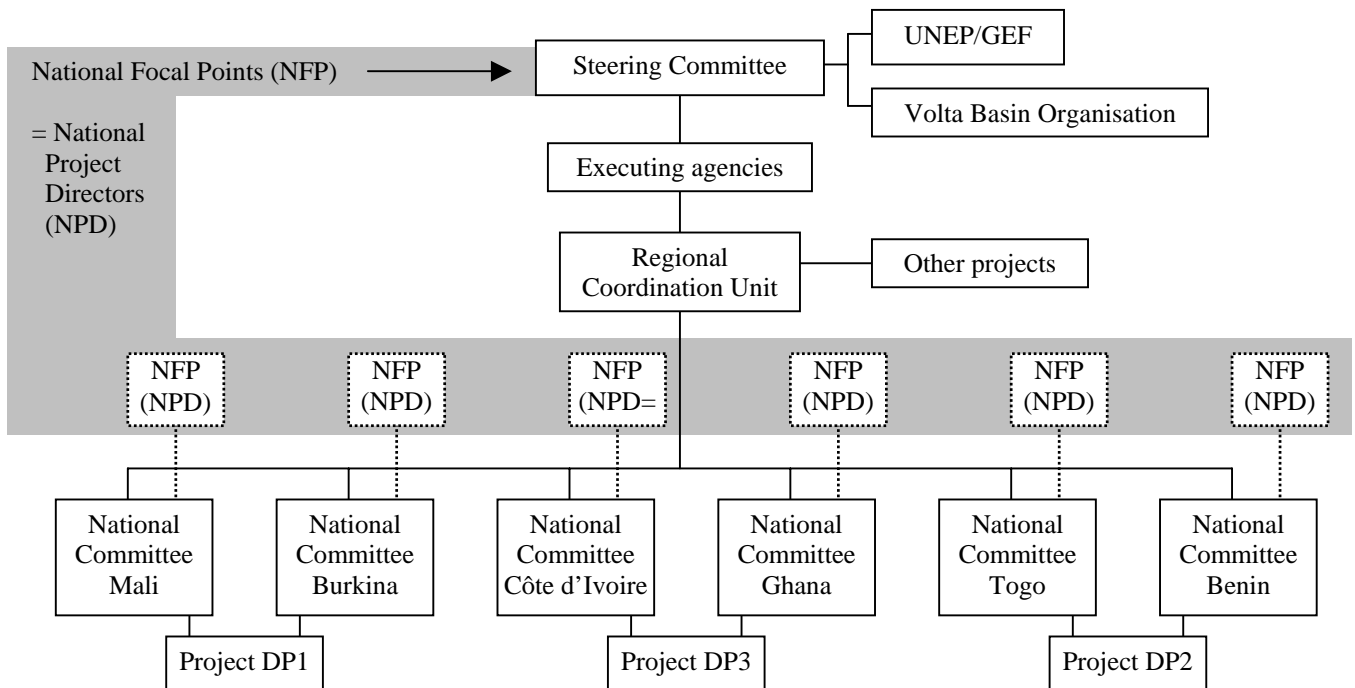 UNEP/GEF
National Focal Points (NFP)
Steering Committee
Volta Basin Organisation
= National
Project
Directors
(NPD)
Executing agencies
Regional
Coordination Unit
Other projects
NFP
(NPD)
NFP
(NPD)
NFP
(NPD=
NFP
(NPD)
NFP
(NPD)
NFP
(NPD)
National
Committee
Mali
National
Committee
Burkina
National
Committee
Côte d’Ivoire
National
Committee
Ghana
National
Committee
Togo
National
Committee
Benin
Project DP1
Project DP3
Project DP2